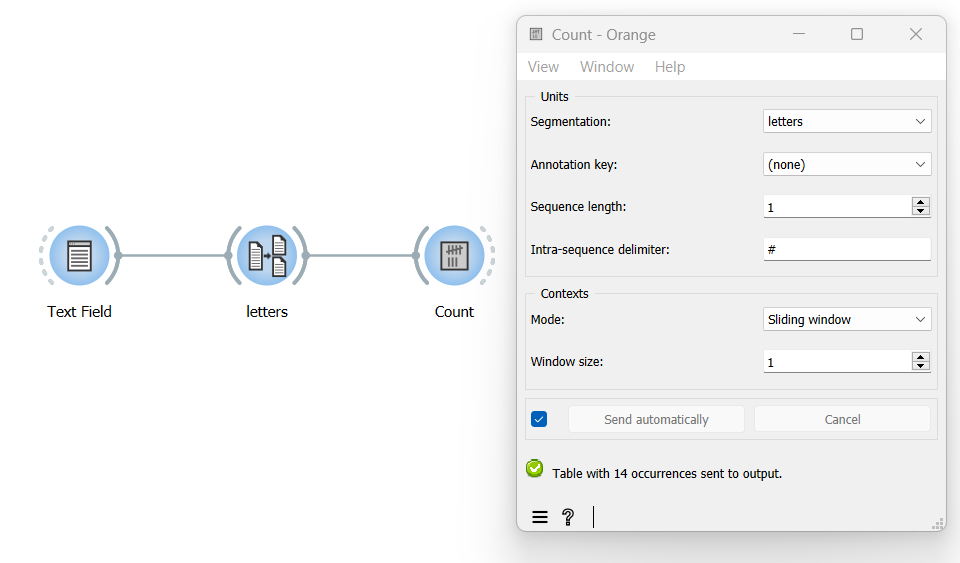 Count - Orange
View Window Help
Units
Segmentation: letters
Annotation key: (none)
Sequence length: 1
Intra-sequence delimiter: #
Contexts
Mode: Sliding window
Window size: 1
Send automatically Cancel
Table with 14 occurrences sent to output.
?
Text Field letters Count